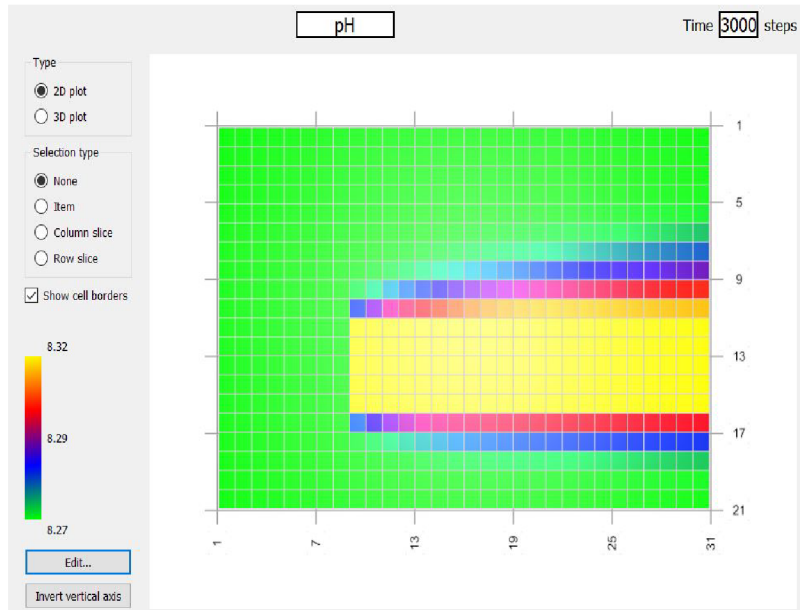 pH
Time 3000 steps
Type
2D plot
3D plot
Selection type
None
Item
Column slice
Row slice
Show cell borders
8.32
8.29
8.27
Edit...
Invert vertical axis
1
5
9
13
17
21
1
7
13
19
25
31